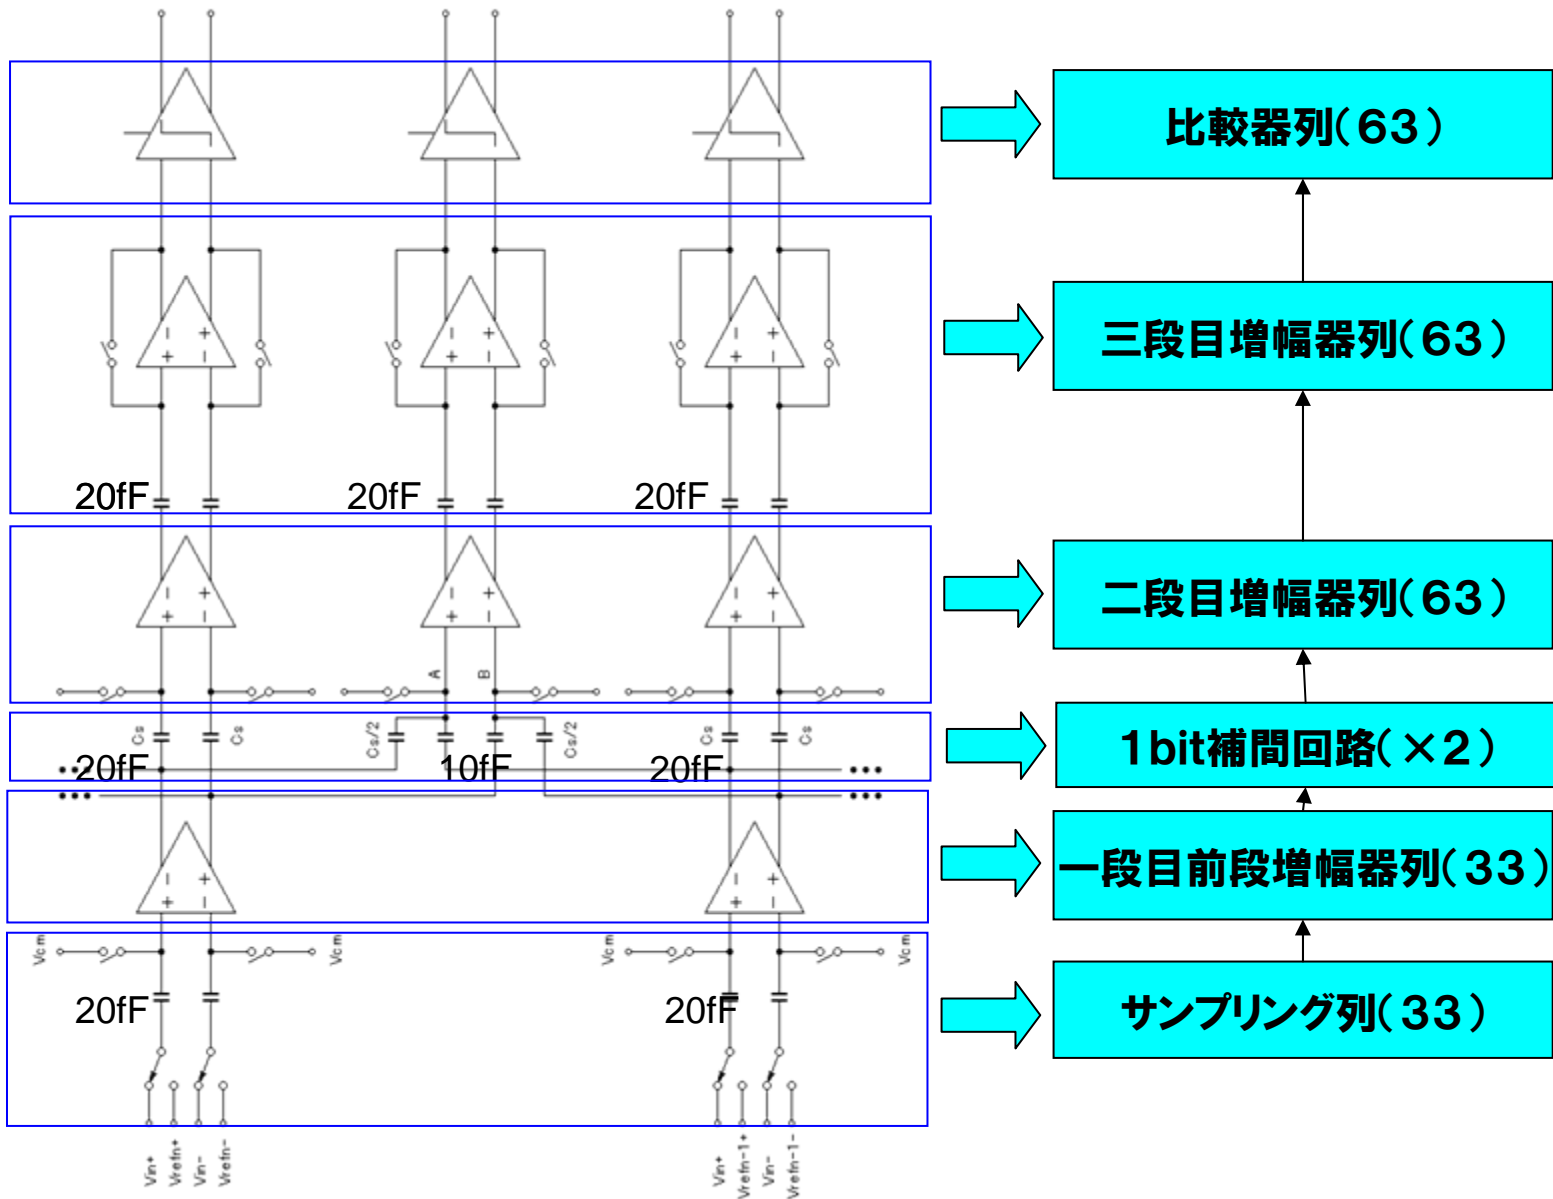 比較器列(63)
三段目増幅器列(63)
20fF 20fF 20fF
二段目増幅器列(63)
A B
Cs Cs Cs/2 Cs/2 Cs Cs
1bit補間回路(×2)
20fF 10fF 20fF
一段目前段増幅器列(33)
Vcm Vcm Vcm Vcm
20fF 20fF
サンプリング列(33)
Vin+ Vrefn+ Vin- Vrefn- Vin+ Vrefn-1+ Vin- Vrefn-1-